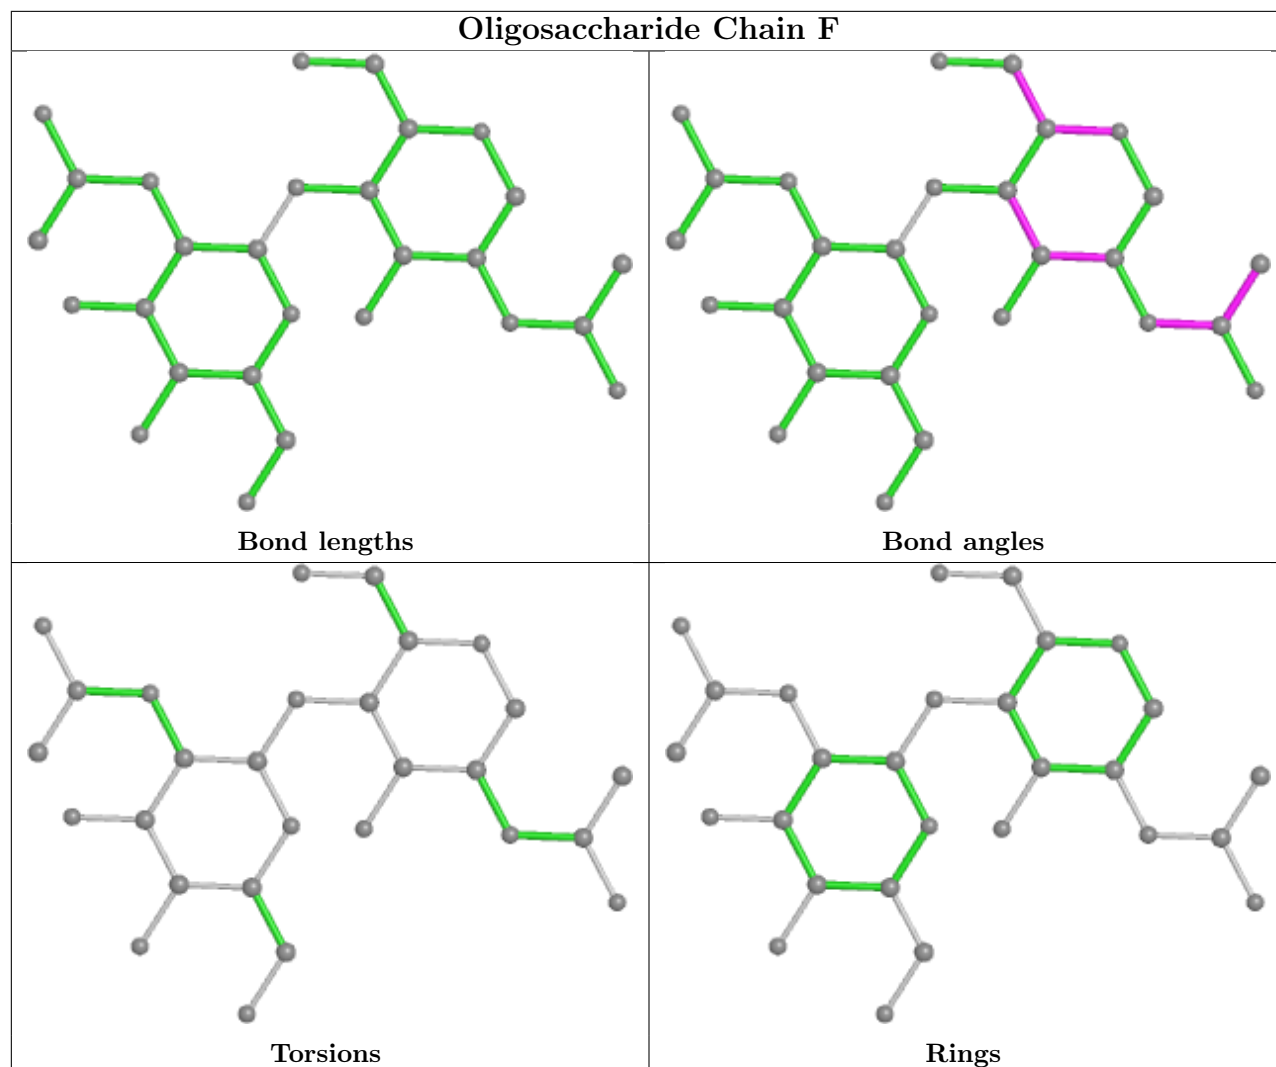 Oligosaccharide Chain F
Bond lengths
Bond angles
Torsions
Rings